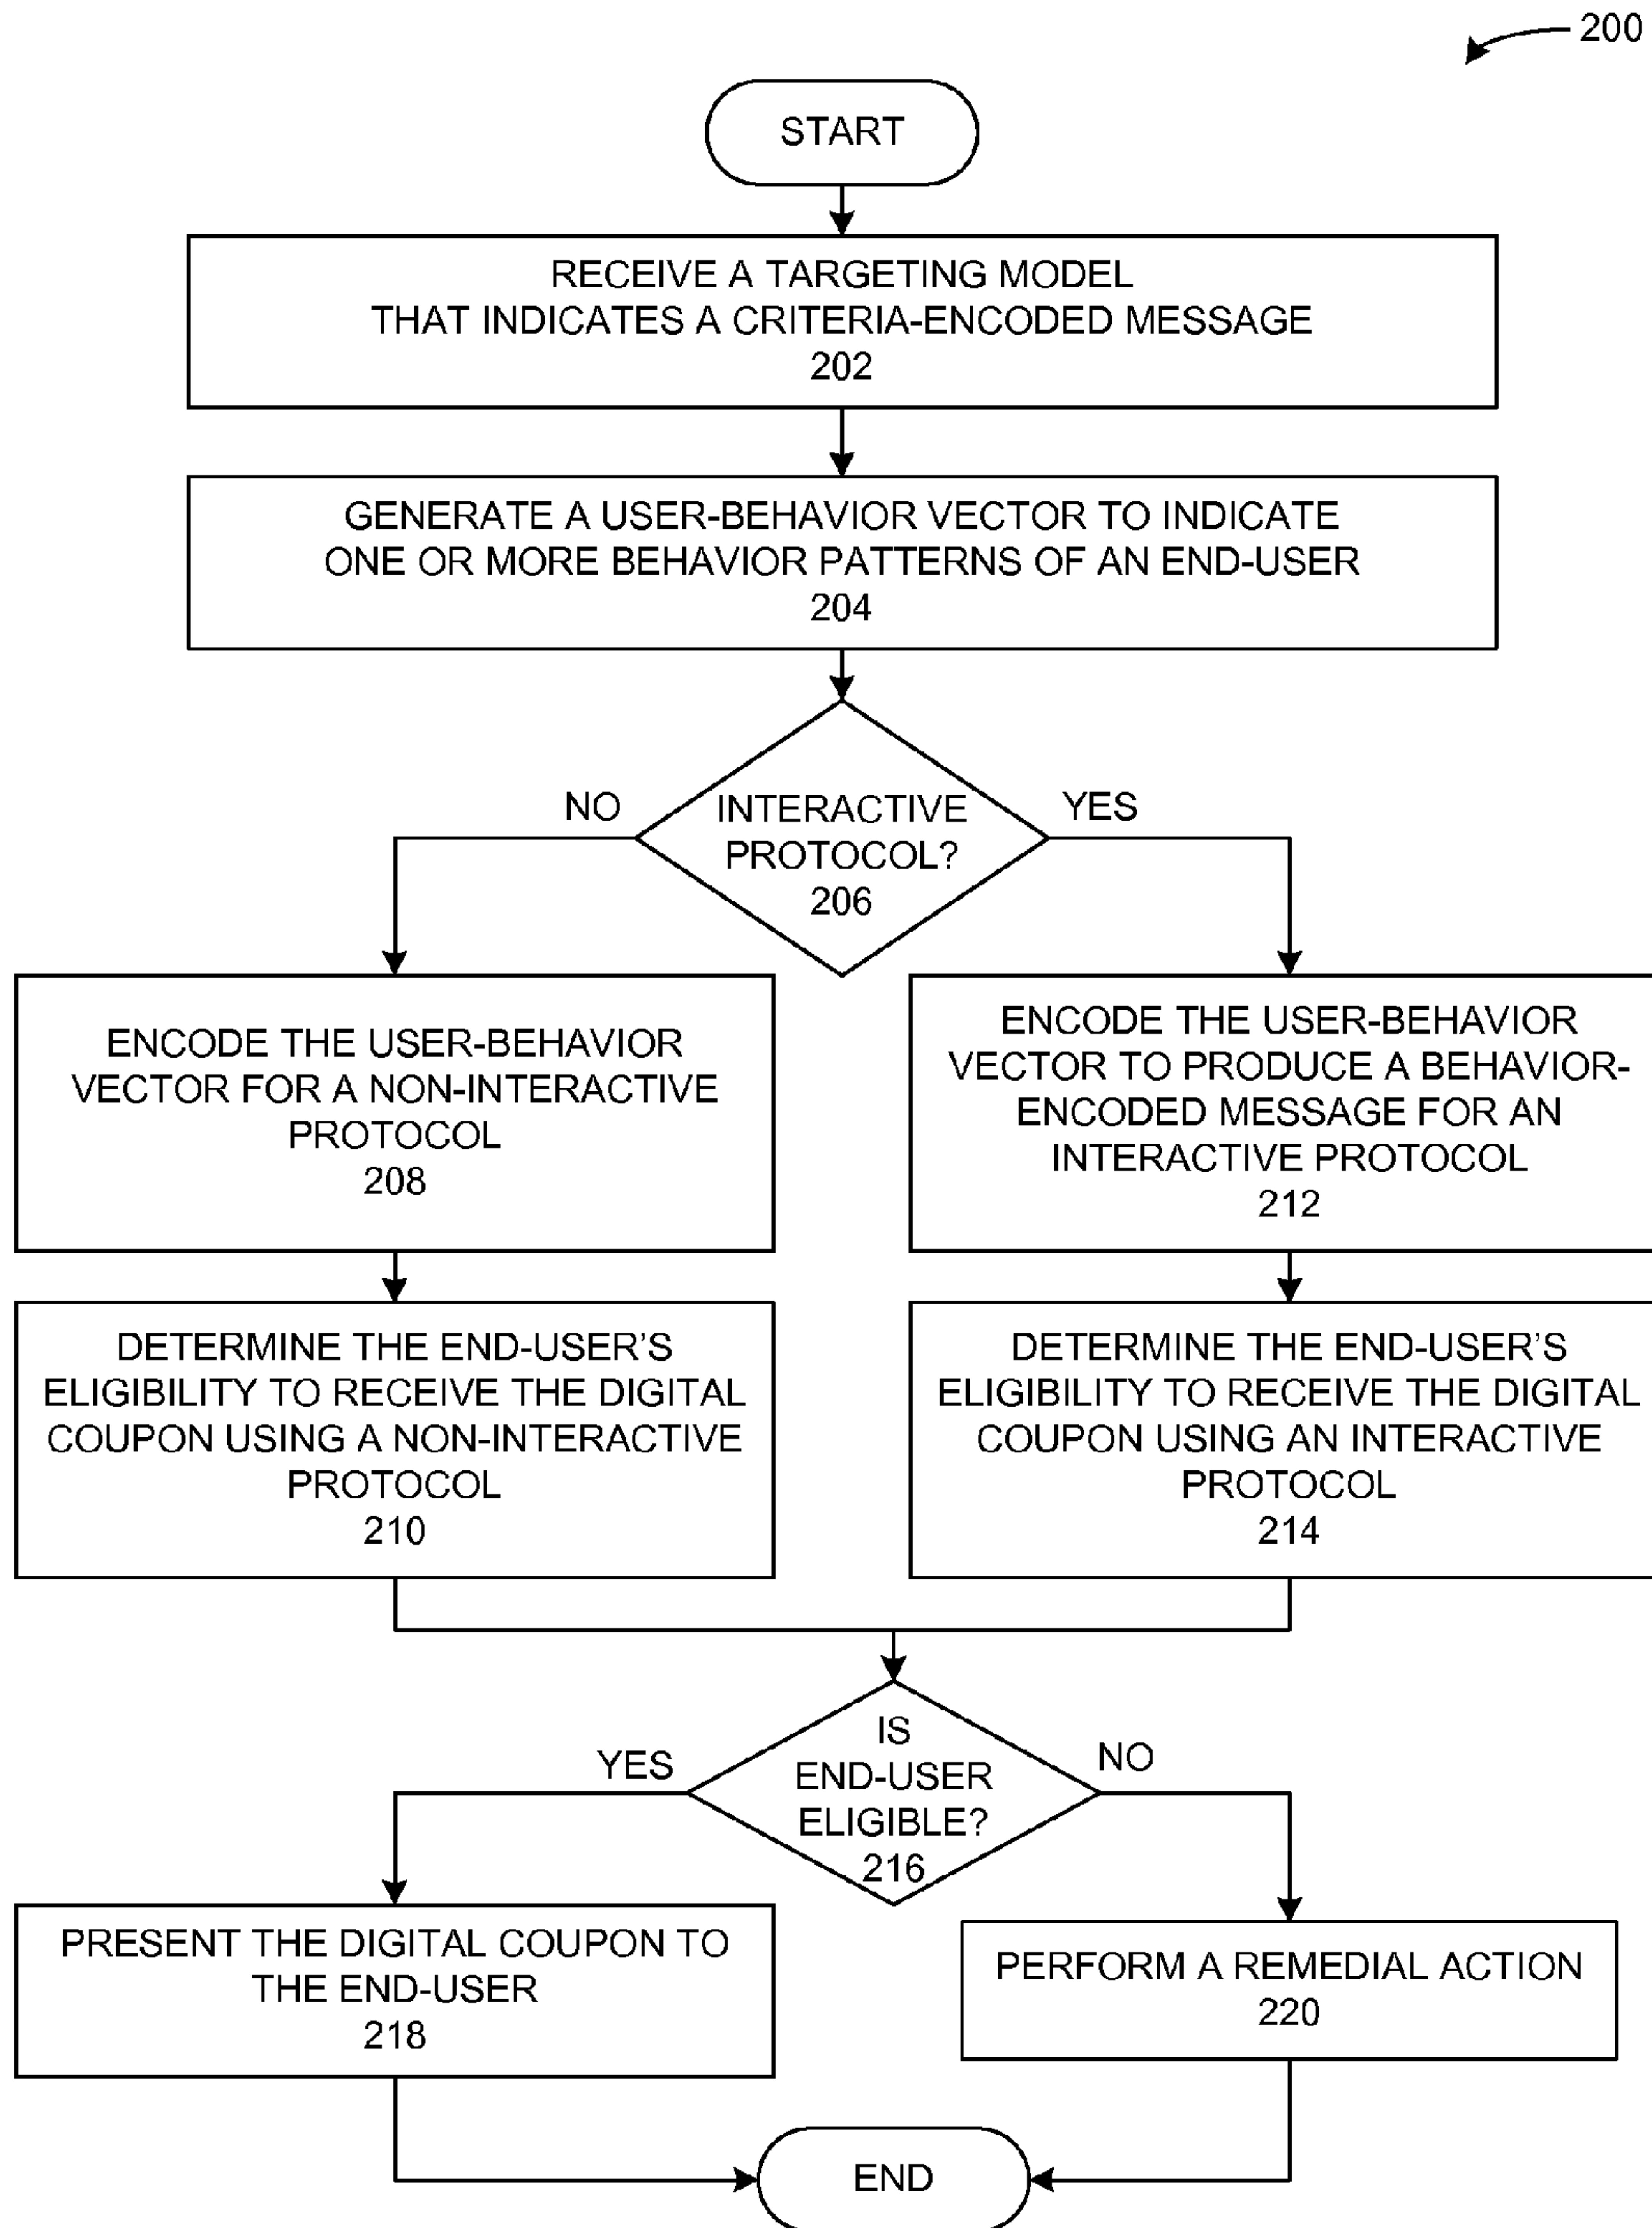 200
START
RECEIVE A TARGETING MODEL
THAT INDICATES A CRITERIA-ENCODED MESSAGE
202
GENERATE A USER-BEHAVIOR VECTOR TO INDICATE
ONE OR MORE BEHAVIOR PATTERNS OF AN END-USER
204
NO
INTERACTIVE
PROTOCOL?
206
YES
ENCODE THE USER-BEHAVIOR
VECTOR FOR A NON-INTERACTIVE
PROTOCOL
208
ENCODE THE USER-BEHAVIOR
VECTOR TO PRODUCE A BEHAVIOR-
ENCODED MESSAGE FOR AN
INTERACTIVE PROTOCOL
212
DETERMINE THE END-USER'S
ELIGIBILITY TO RECEIVE THE DIGITAL
COUPON USING A NON-INTERACTIVE
PROTOCOL
210
DETERMINE THE END-USER'S
ELIGIBILITY TO RECEIVE THE DIGITAL
COUPON USING AN INTERACTIVE
PROTOCOL
214
YES
IS
END-USER
ELIGIBLE?
216
NO
PRESENT THE DIGITAL COUPON TO
THE END-USER
218
PERFORM A REMEDIAL ACTION
220
END